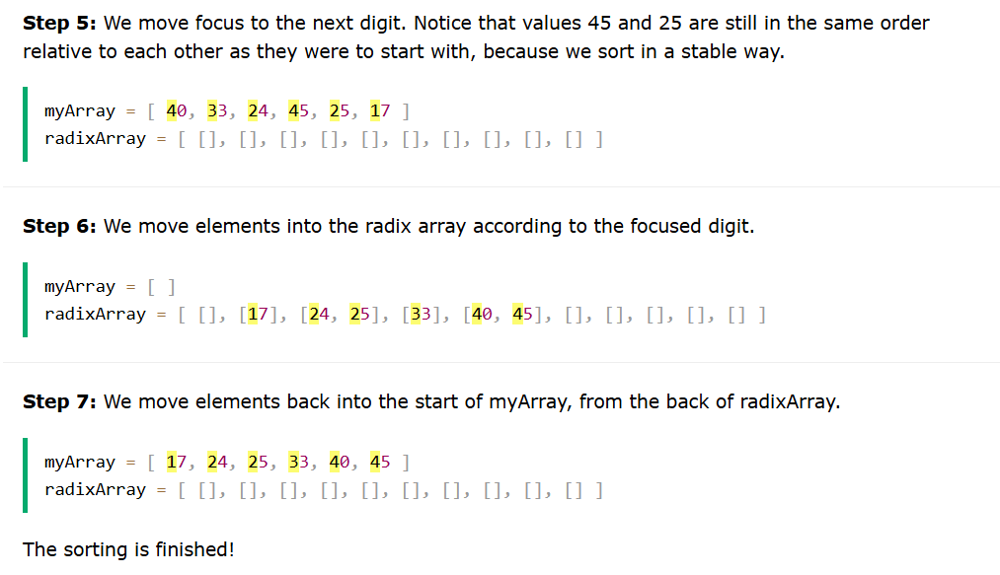 Step 5: We move focus to the next digit. Notice that values 45 and 25 are still in the same order
relative to each other as they were to start with, because we sort in a stable way.
myArray = [ 40, 33, 24, 45, 25, 17 ]
radixArray = [ [], [], [], [], [], [], [], [], [], [] ]
Step 6: We move elements into the radix array according to the focused digit.
myArray = [ ]
radixArray = [ [], [17], [24, 25], [33], [40, 45], [], [], [], [], [] ]
Step 7: We move elements back into the start of myArray, from the back of radixArray.
myArray = [ 17, 24, 25, 33, 40, 45 ]
radixArray = [ [], [], [], [], [], [], [], [], [], [] ]
The sorting is finished!